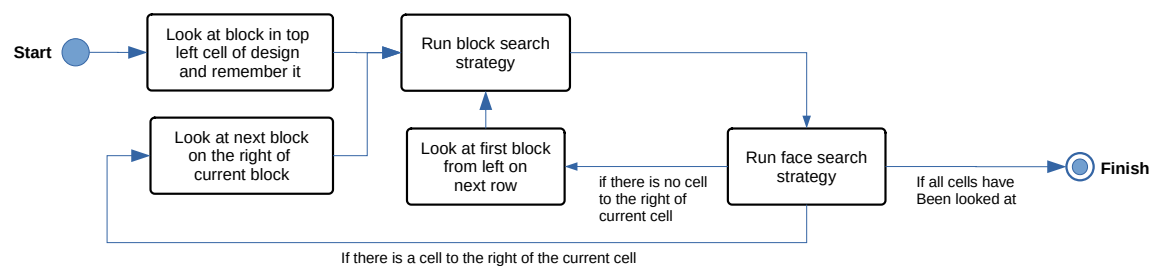 Start
Look at block in top
left cell of design
and remember it
Run block search
strategy
Look at next block
on the right of
current block
Look at first block
from left on
next row
if there is no cell
to the right of
current cell
Run face search
strategy
If all cells have
Been looked at
Finish
If there is a cell to the right of the current cell